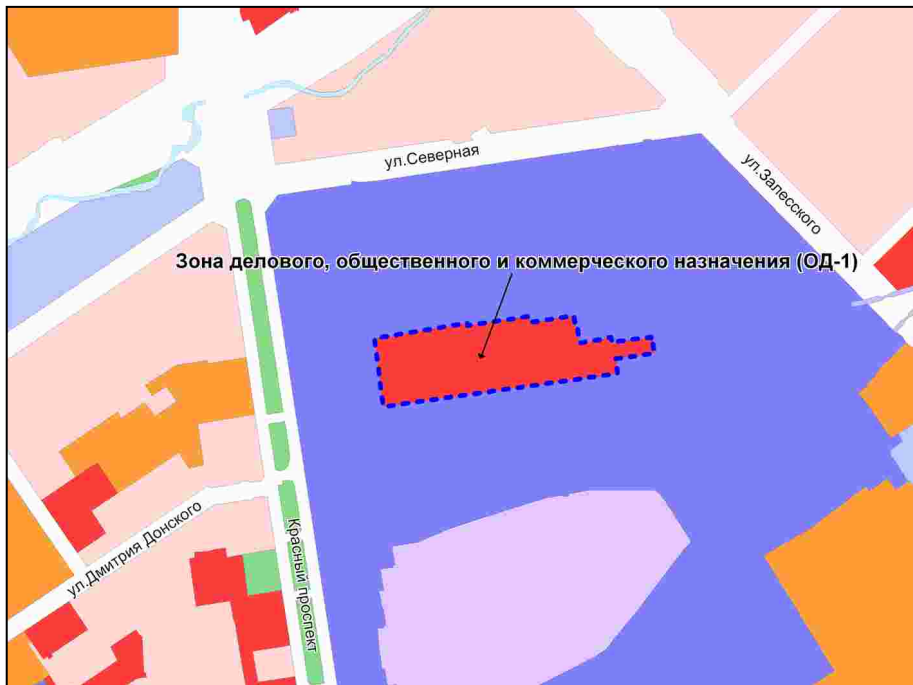 ул.Северная
ул.Залесского
Зона делового, общественного и коммерческого назначения (ОД-1)
ул.Дмитрия Донского
Красный проспект